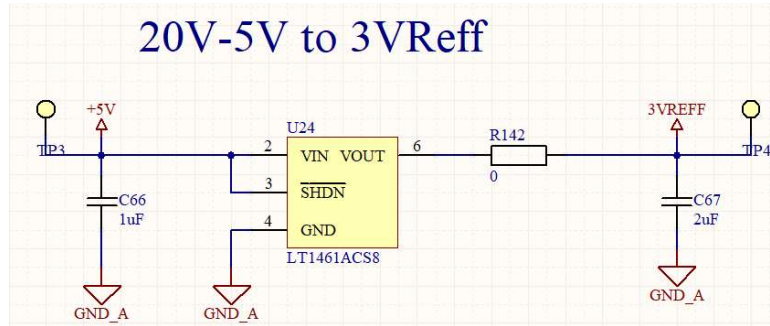 20V-5V to 3VReff
+5V
3VREFF
U24
TP3
2
VIN
VOUT
6
R142
0
TP4
3
SHDN
C66
1uF
4
GND
C67
2uF
LT1461ACS8
GND_A
GND_A
GND_A